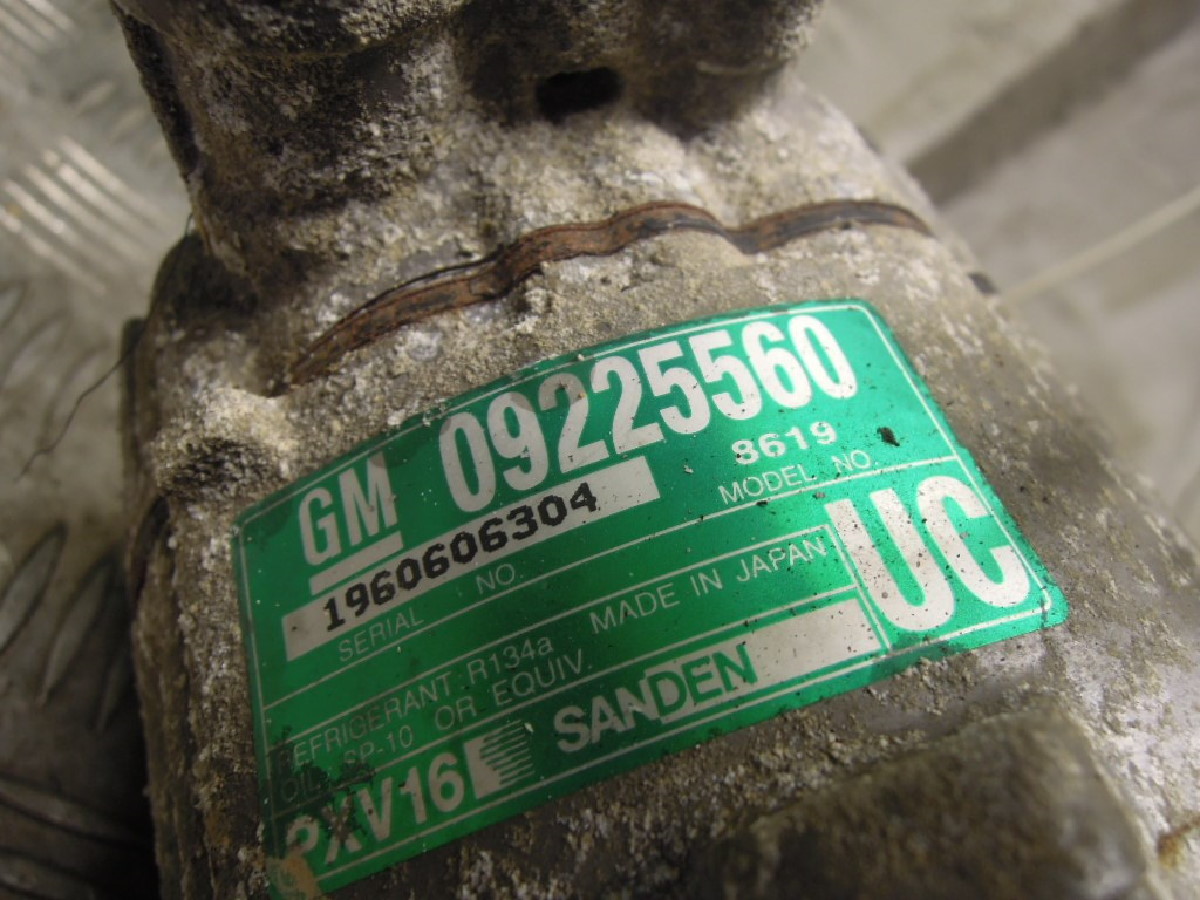 GM 09225560
1960606304 8619
SERIAL NO. MODEL NO.
UC
REFRIGERANT R134a MADE IN JAPAN
OIL SP-10 OR EQUIV.
PXV16 SANDEN